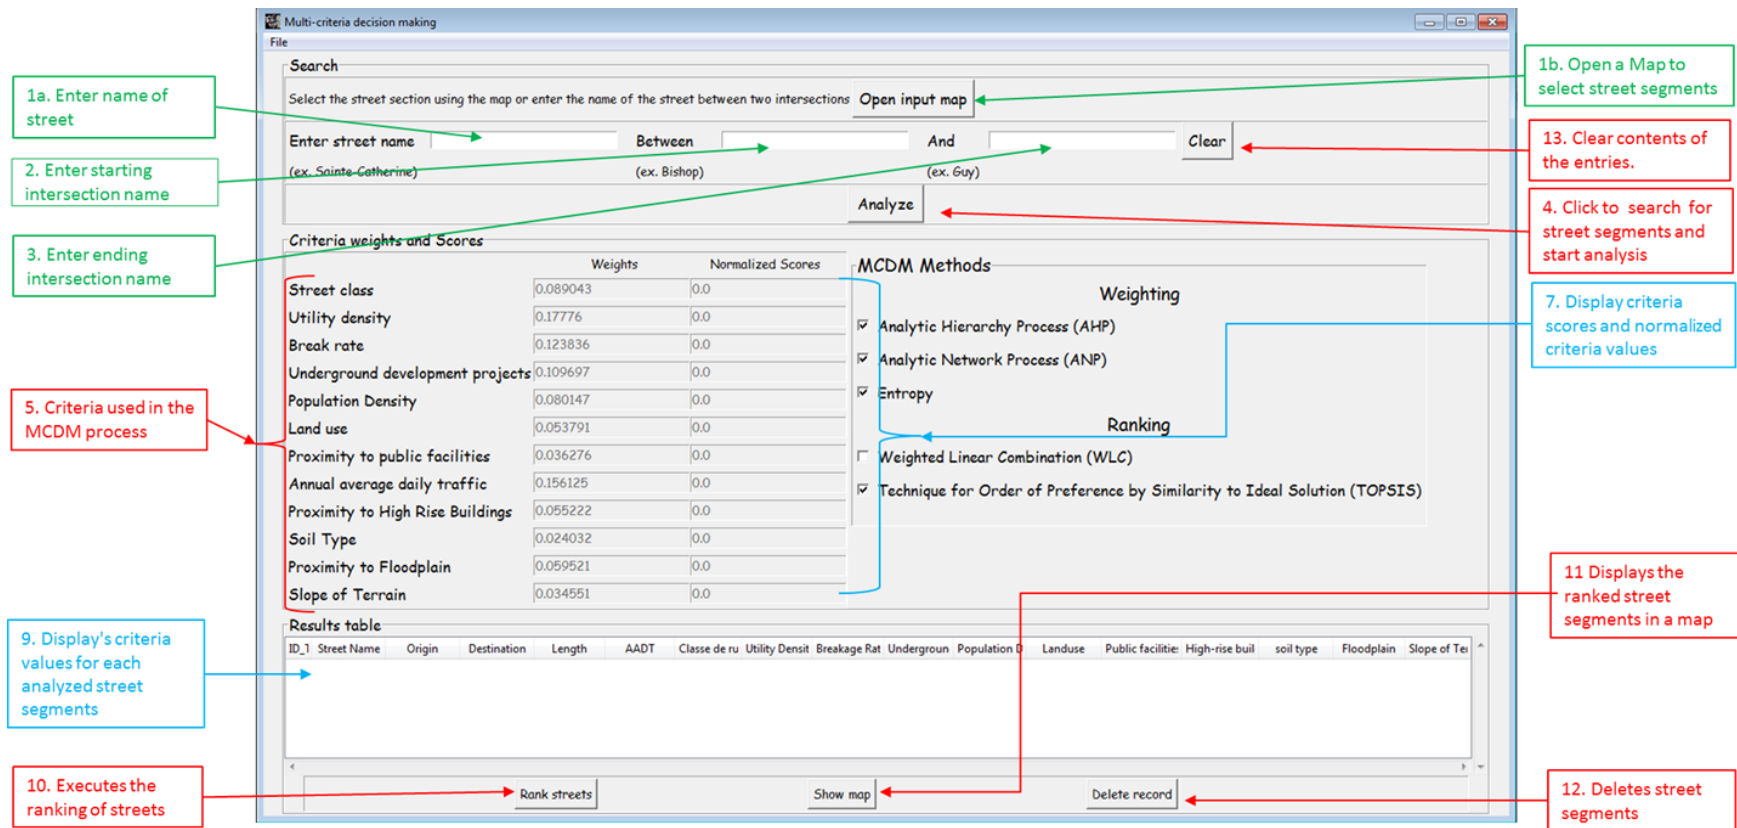 Multi-criteria decision making
File
Search
1a. Enter name of
street
Select the street section using the map or enter the name of the street between two intersections
Open input map
1b. Open a Map to
select street segments
Enter street name
Between
And
Clear
13. Clear contents of
the entries.
2. Enter starting
intersection name
(ex. Sainte-Catherine)
(ex. Bishop)
(ex. Guy)
Analyze
4. Click to search for
street segments and
start analysis
3. Enter ending
intersection name
Criteria weights and Scores
Weights Normalized Scores
Street class 0.089043 0.0
Utility density 0.17776 0.0
Break rate 0.123836 0.0
Underground development projects 0.109697 0.0
Population Density 0.080147 0.0
Land use 0.053791 0.0
Proximity to public facilities 0.036276 0.0
Annual average daily traffic 0.156125 0.0
Proximity to High Rise Buildings 0.055222 0.0
Soil Type 0.024032 0.0
Proximity to Floodplain 0.059521 0.0
Slope of Terrain 0.034551 0.0
MCDM Methods
Weighting
Analytic Hierarchy Process (AHP)
Analytic Network Process (ANP)
Entropy
Ranking
Weighted Linear Combination (WLC)
Technique for Order of Preference by Similarity to Ideal Solution (TOPSIS)
7. Display criteria
scores and normalized
criteria values
5. Criteria used in the
MCDM process
11 Displays the
ranked street
segments in a map
Results table
ID_1 Street Name Origin Destination Length AADT Classe de ru Utility Densit Breakage Rat Undergroun Population D Landuse Public facilitie: High-rise buil soil type Floodplain Slope of Ter
9. Display's criteria
values for each
analyzed street
segments
10. Executes the
ranking of streets
Rank streets
Show map
Delete record
12. Deletes street
segments